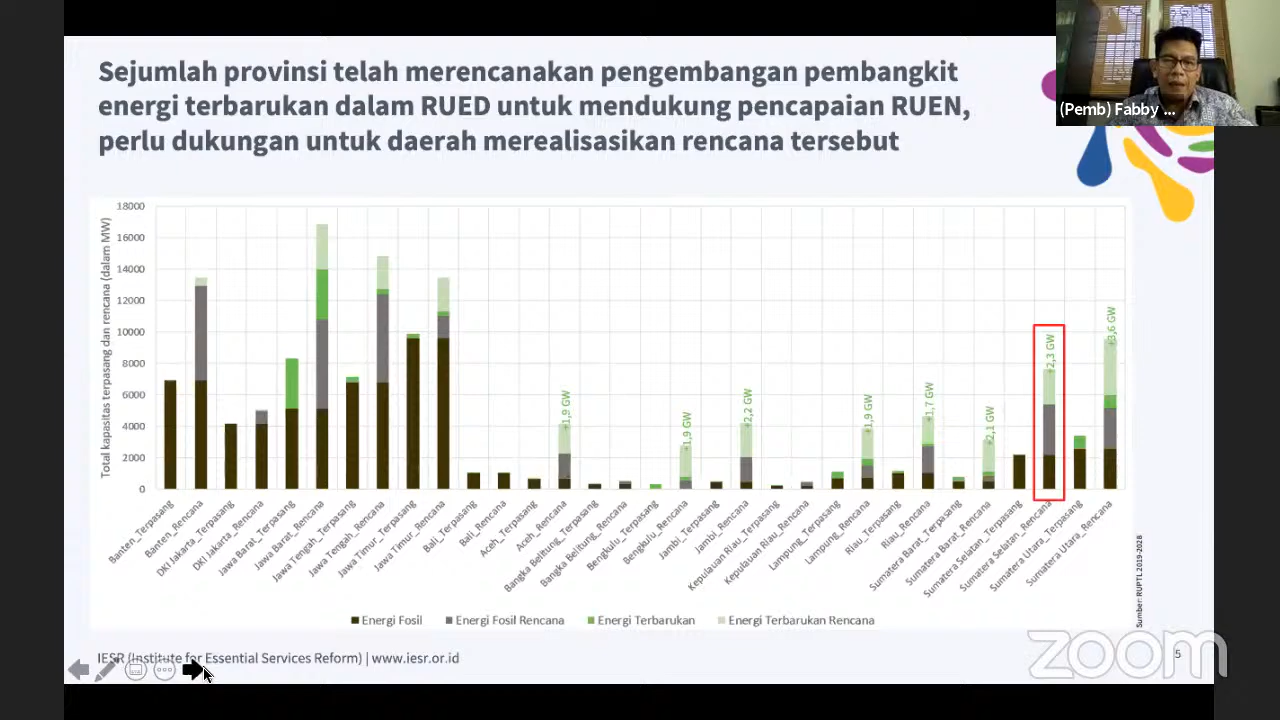 Sejumlah provinsi telah merencanakan pengembangan pembangkit
energi terbarukan dalam RUED untuk mendukung pencapaian RUEN,
perlu dukungan untuk daerah merealisasikan rencana tersebut
(Pemb) Fabby ...
Total kapasitas terpasang dan rencana (dalam MW)
18000
16000
14000
12000
10000
8000
6000
4000
2000
0
+1,9 GW
+1,9 GW
+2,2 GW
+1,9 GW
+1,7 GW
+2,1 GW
+2,3 GW
+3,6 GW
Banten_Terpasang
Banten_Rencana
DKI Jakarta_Terpasang
DKI Jakarta_Rencana
Jawa Barat_Terpasang
Jawa Barat_Rencana
Jawa Tengah_Terpasang
Jawa Tengah_Rencana
Jawa Timur_Terpasang
Jawa Timur_Rencana
Bali_Terpasang
Bali_Rencana
Aceh_Terpasang
Aceh_Rencana
Bangka Belitung_Terpasang
Bangka Belitung_Rencana
Bengkulu_Terpasang
Bengkulu_Rencana
Jambi_Terpasang
Jambi_Rencana
Kepulauan Riau_Terpasang
Kepulauan Riau_Rencana
Lampung_Terpasang
Lampung_Rencana
Riau_Terpasang
Riau_Rencana
Sumatera Barat_Terpasang
Sumatera Barat_Rencana
Sumatera Selatan_Terpasang
Sumatera Selatan_Rencana
Sumatera Utara_Terpasang
Sumatera Utara_Rencana
Sumber: RUPTL 2019-2028
Energi Fosil
Energi Fosil Rencana
Energi Terbarukan
Energi Terbarukan Rencana
IESR (Institute for Essential Services Reform) | www.iesr.or.id
5
zoom